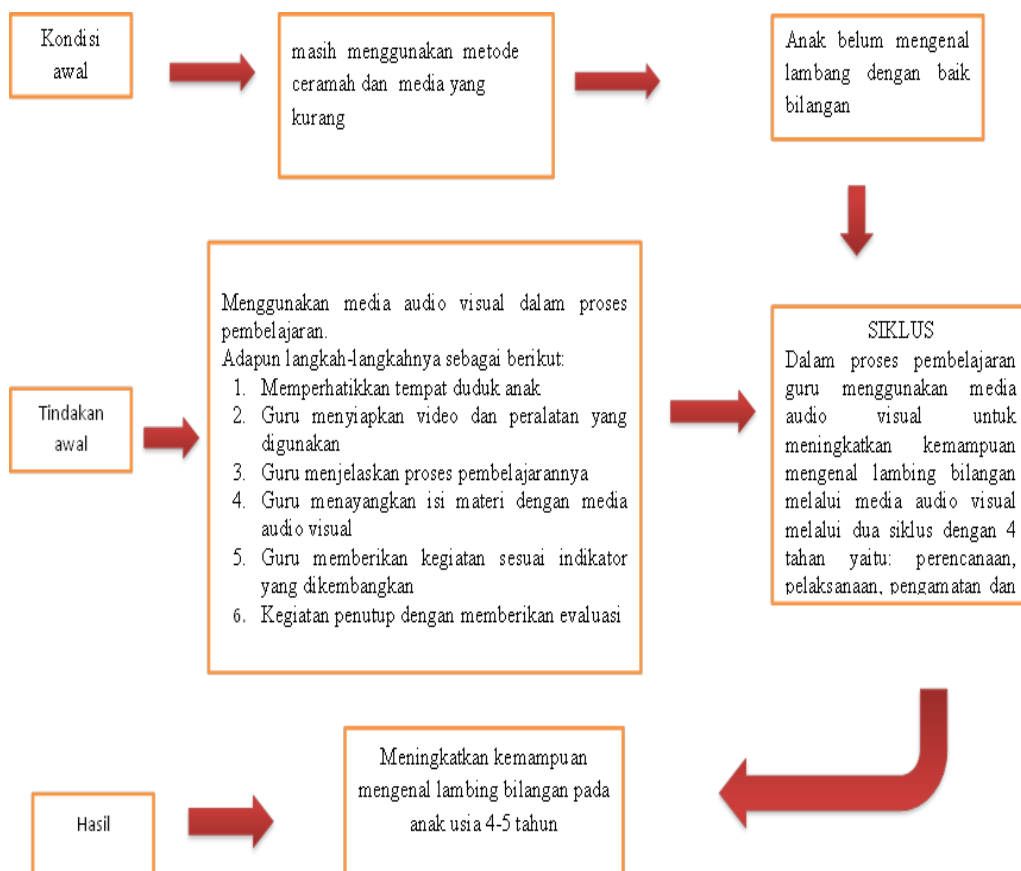 Kondisi
awal
masih menggunakan metode
ceramah dan media yang
kurang
Anak belum mengenal
lambang dengan baik
bilangan
Tindakan
awal
Menggunakan media audio visual dalam proses
pembelajaran.
Adapun langkah-langkahnya sebagai berikut:
1. Memperhatikkan tempat duduk anak
2. Guru menyiapkan video dan peralatan yang
digunakan
3. Guru menjelaskan proses pembelajarannya
4. Guru menayangkan isi materi dengan media
audio visual
5. Guru memberikan kegiatan sesuai indikator
yang dikembangkan
6. Kegiatan penutup dengan memberikan evaluasi
SIKLUS
Dalam proses pembelajaran
guru menggunakan media
audio visual untuk
meningkatkan kemampuan
mengenal lambing bilangan
melalui media audio visual
melalui dua siklus dengan 4
tahan yaitu: perencanaan,
pelaksanaan, pengamatan dan
Hasil
Meningkatkan kemampuan
mengenal lambing bilangan pada
anak usia 4-5 tahun